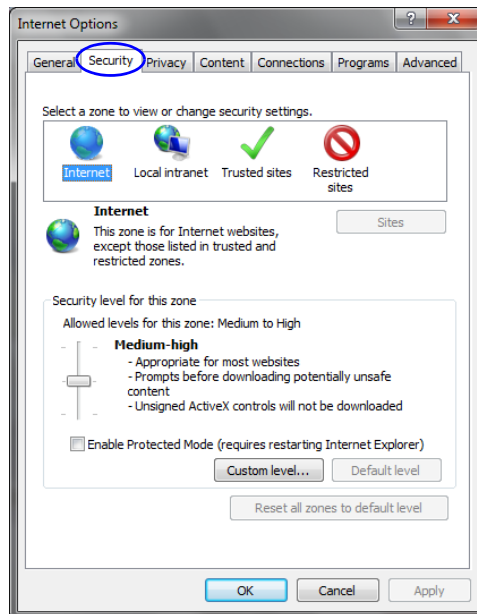 Internet Options
?
x
General Security Privacy Content Connections Programs Advanced
Select a zone to view or change security settings.
Internet Local intranet Trusted sites Restricted
sites
Internet
Sites
This zone is for Internet websites,
except those listed in trusted and
restricted zones.
Security level for this zone
Allowed levels for this zone: Medium to High
Medium-high
- Appropriate for most websites
- Prompts before downloading potentially unsafe
content
- Unsigned ActiveX controls will not be downloaded
Enable Protected Mode (requires restarting Internet Explorer)
Custom level... Default level
Reset all zones to default level
OK Cancel Apply